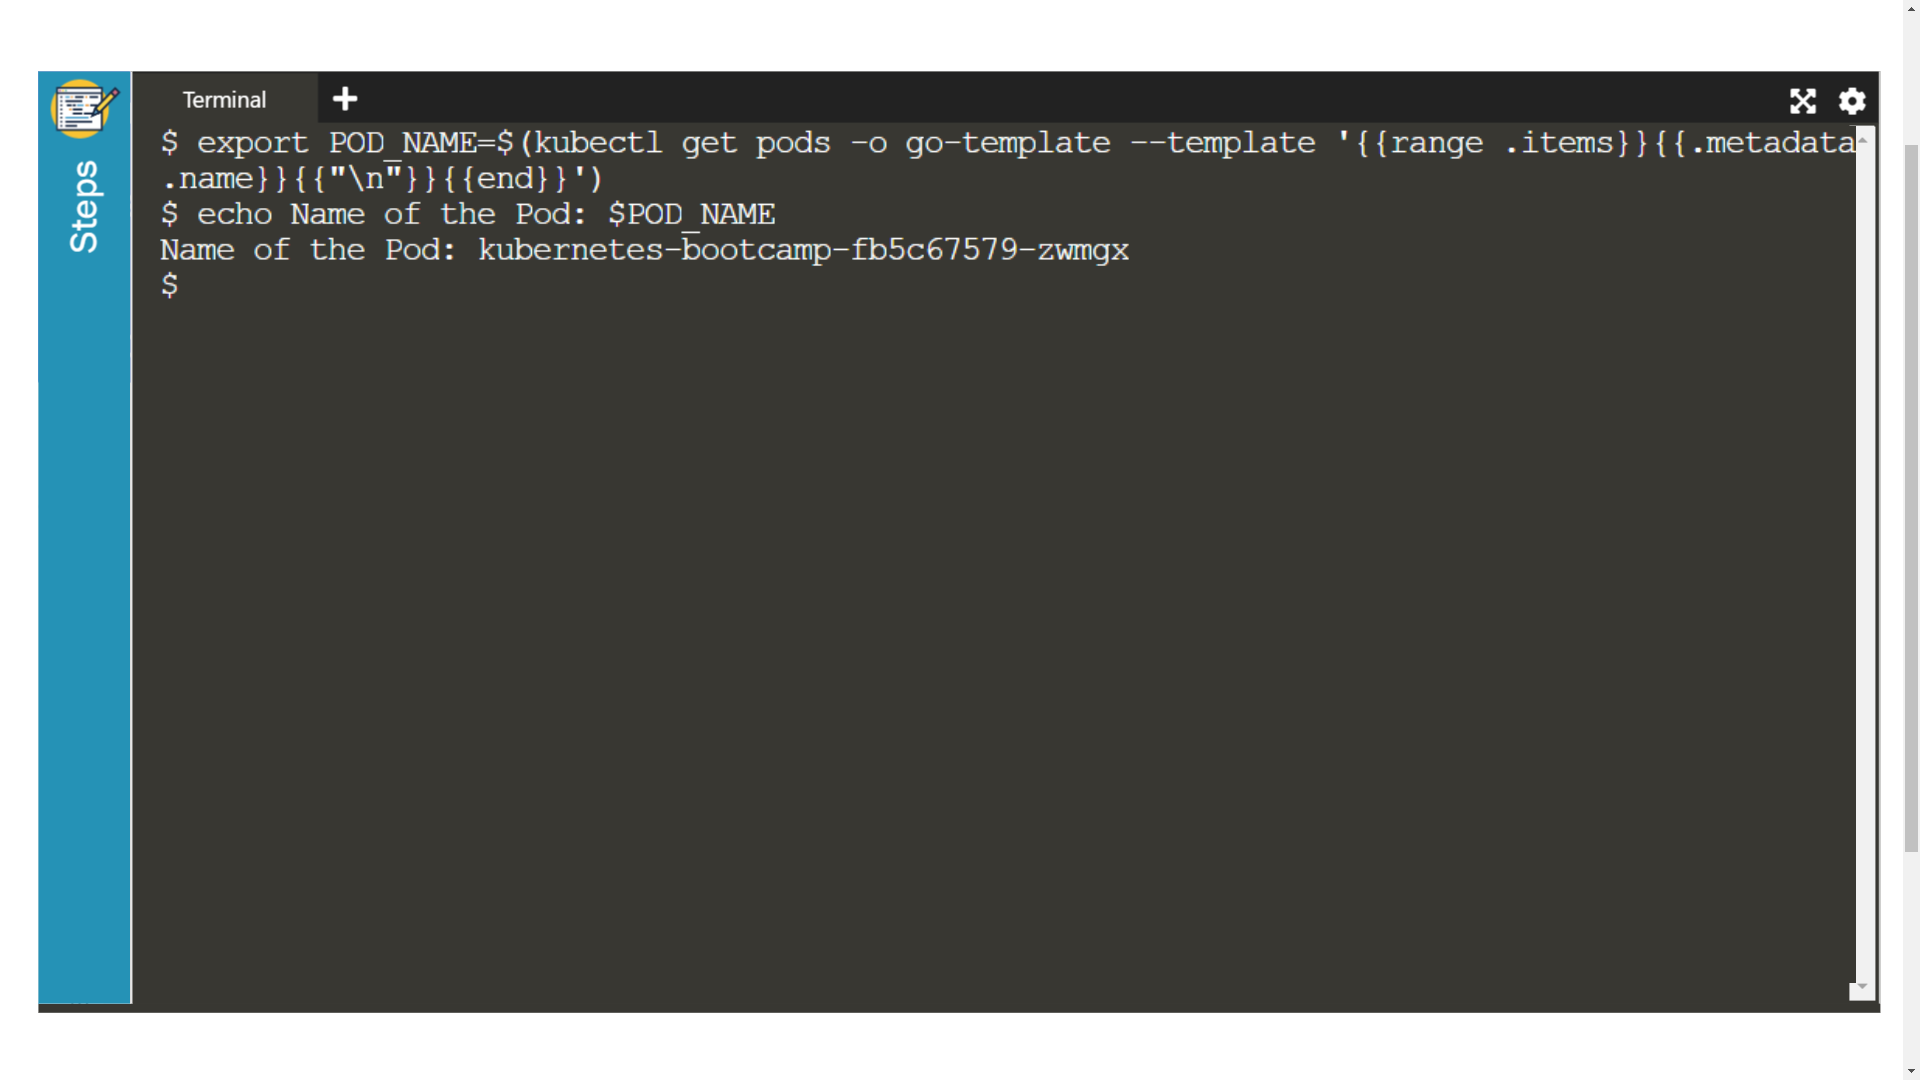 Steps
Terminal
$ export POD_NAME=$(kubectl get pods -o go-template --template '{{range .items}}{{.metadata
.name}}{{"\n"}}{{end}}')
$ echo Name of the Pod: $POD_NAME
Name of the Pod: kubernetes-bootcamp-fb5c67579-zwmgx
$